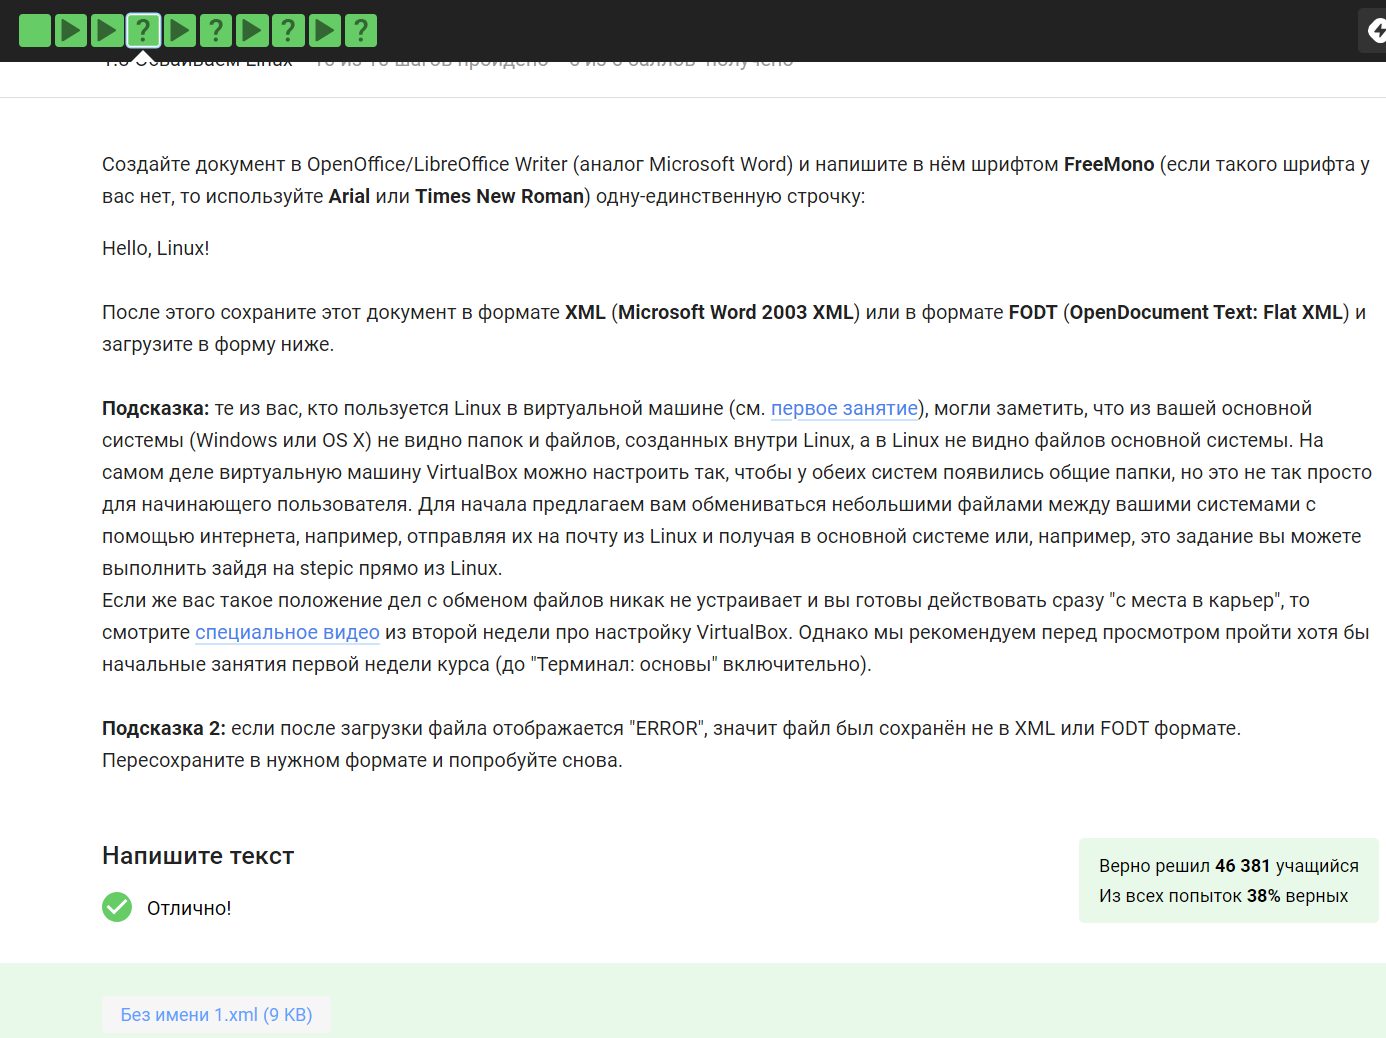 Создайте документ в OpenOffice/LibreOffice Writer (аналог Microsoft Word) и напишите в нём шрифтом FreeMono (если такого шрифта у
вас нет, то используйте Arial или Times New Roman) одну-единственную строчку:
Hello, Linux!
После этого сохраните этот документ в формате XML (Microsoft Word 2003 XML) или в формате FODT (OpenDocument Text: Flat XML) и
загрузите в форму ниже.
Подсказка: те из вас, кто пользуется Linux в виртуальной машине (см. первое занятие), могли заметить, что из вашей основной
системы (Windows или OS X) не видно папок и файлов, созданных внутри Linux, а в Linux не видно файлов основной системы. На
самом деле виртуальную машину VirtualBox можно настроить так, чтобы у обеих систем появились общие папки, но это не так просто
для начинающего пользователя. Для начала предлагаем вам обмениваться небольшими файлами между вашими системами с
помощью интернета, например, отправляя их на почту из Linux и получая в основной системе или, например, это задание вы можете
выполнить зайдя на stepic прямо из Linux.
Если же вас такое положение дел с обменом файлов никак не устраивает и вы готовы действовать сразу "с места в карьер", то
смотрите специальное видео из второй недели про настройку VirtualBox. Однако мы рекомендуем перед просмотром пройти хотя бы
начальные занятия первой недели курса (до "Терминал: основы" включительно).
Подсказка 2: если после загрузки файла отображается "ERROR", значит файл был сохранён не в XML или FODT формате.
Пересохраните в нужном формате и попробуйте снова.
Напишите текст
Верно решил 46 381 учащийся
Из всех попыток 38% верных
Отлично!
Без имени 1.xml (9 KB)